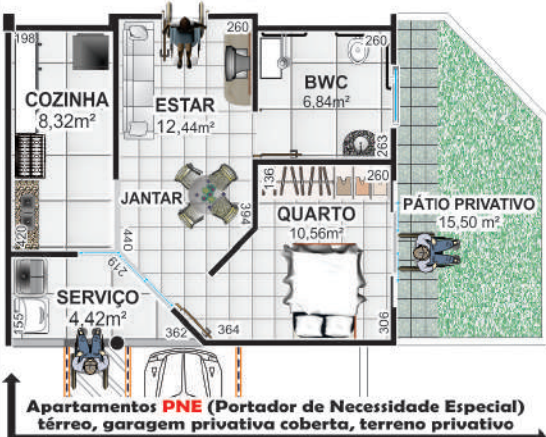 198
260
260
COZINHA
8,32m²
ESTAR
12,44m²
BWC
6,84m²
263
136
260
JANTAR
394
QUARTO
10,56m²
PÁTIO PRIVATIVO
15,50 m²
420
440
219
SERVIÇO
4,42m²
155
362
364
306
Apartamentos PNE (Portador de Necessidade Especial)
térreo, garagem privativa coberta, terreno privativo